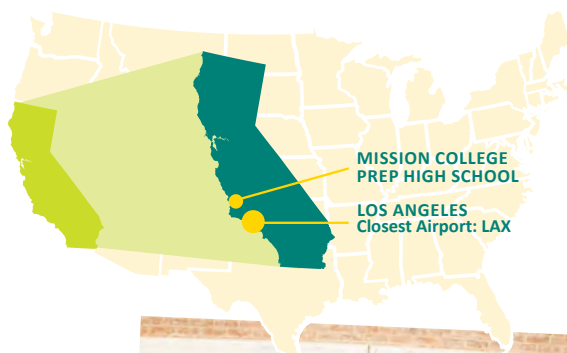 MISSION COLLEGE
PREP HIGH SCHOOL
LOS ANGELES
Closest Airport: LAX